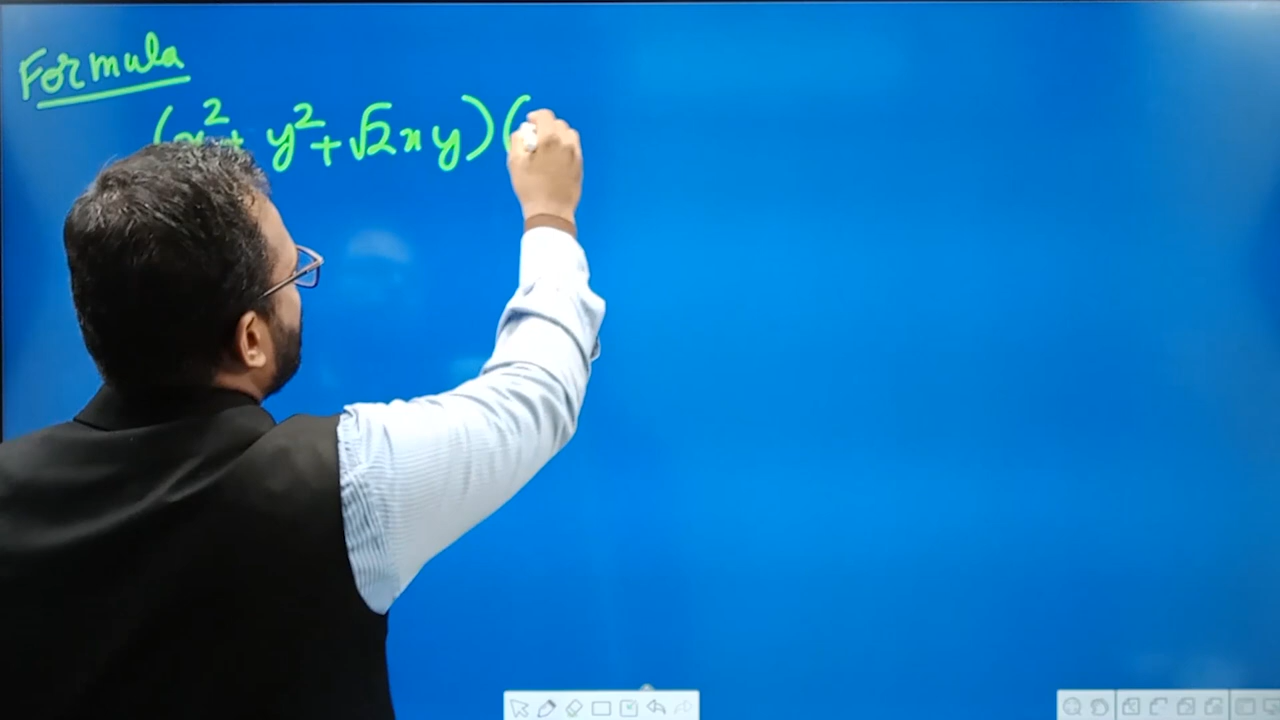 Formula
(x²+ y²+√2xy)(